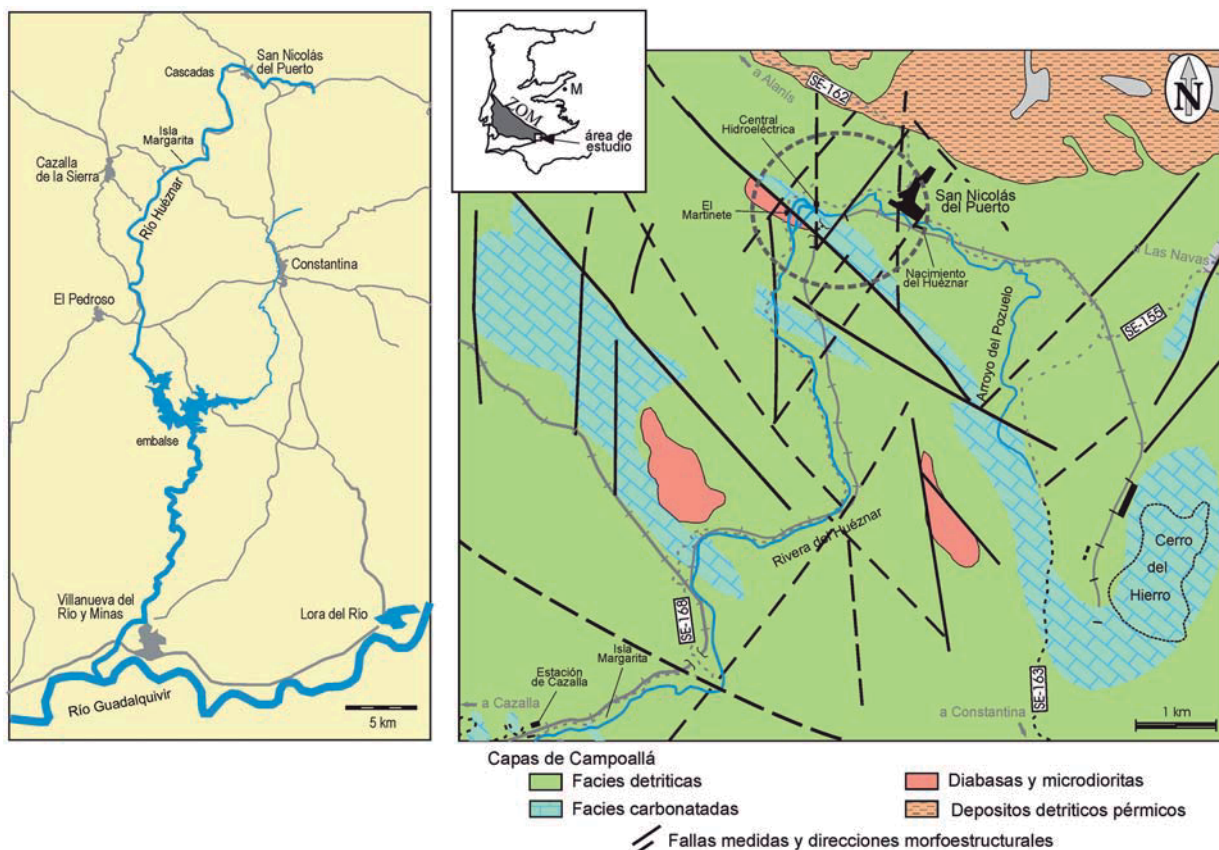 San Nicolás
del Puerto
Cascadas
Isla
Margarita
Cazalla
de la Sierra
Río Huéznar
Constantina
El Pedroso
embalse
Villanueva del
Río y Minas
Lora del Río
Río Guadalquivir
5 km
M
ZOM
área de
estudio
N
a Alanís
SE-162
Central
Hidroeléctrica
El
Martinete
San Nicolás
del Puerto
Nacimiento
del Huéznar
a Las Navas
SE-155
Arroyo del Pozuelo
Rivera del Huéznar
Cerro
del
Hierro
SE-168
Isla
Margarita
Estación
de Cazalla
a Cazalla
SE-163
a Constantina
1 km
Capas de Campoallá
Facies detriticas
Facies carbonatadas
Diabasas y microdioritas
Depositos detriticos pérmicos
Fallas medidas y direcciones morfoestructurales